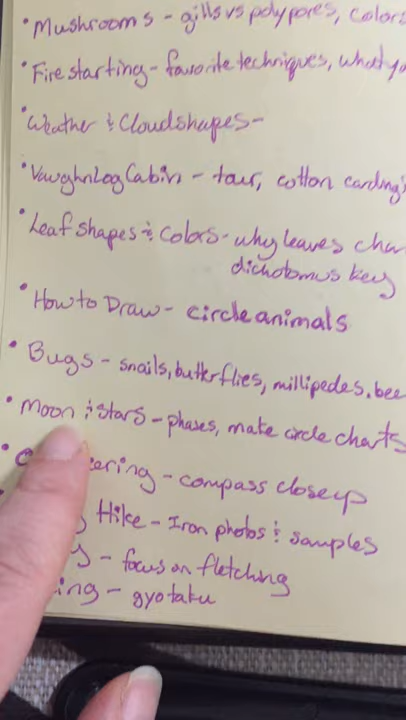 • Mushrooms - gills vs polypores, colors
• Fire starting - favorite techniques, what yo
• Weather & Cloudshapes -
• Vaughn Log Cabin - tour, cotton carding,
• Leaf shapes & Colors - why leaves cha
dichotomus key
• How to Draw - circle animals
• Bugs - snails, butterflies, millipedes, bee
• Moon & Stars - phases, make circle charts
• ering - compass closeup
Hike - Iron photos & samples
y - focus on fletching
ing - gyotaku